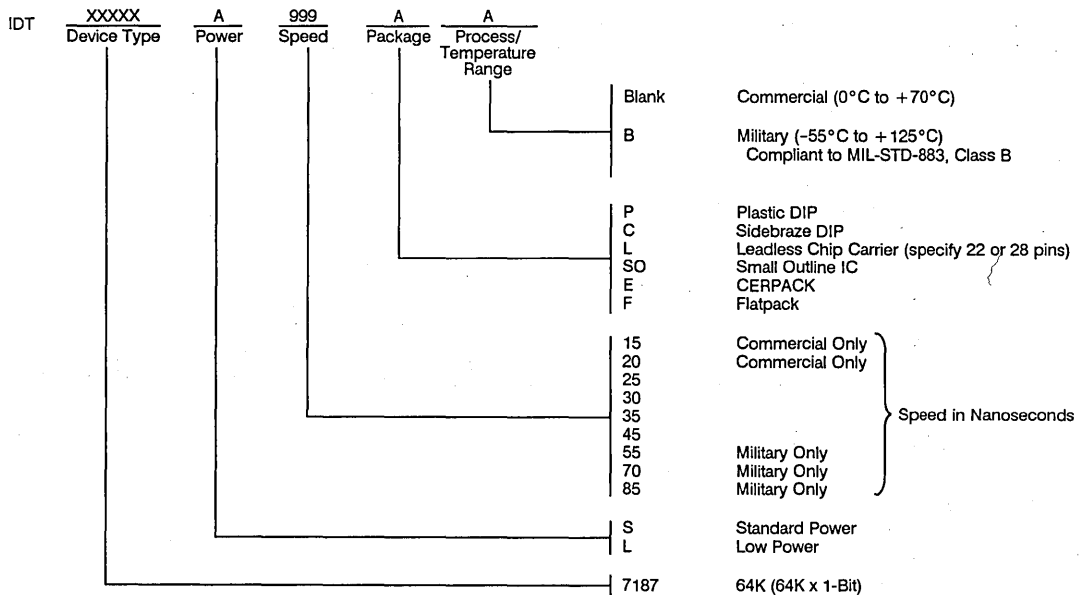 IDT XXXXX A 999 A A
Device Type Power Speed Package Process/
Temperature
Range
Blank Commercial (0°C to +70°C)
B Military (-55°C to +125°C)
Compliant to MIL-STD-883, Class B
P Plastic DIP
C Sidebraze DIP
L Leadless Chip Carrier (specify 22 or 28 pins)
SO Small Outline IC
E CERPACK
F Flatpack
15 Commercial Only
20 Commercial Only
25
30
35 Speed in Nanoseconds
45
55 Military Only
70 Military Only
85 Military Only
S Standard Power
L Low Power
7187 64K (64K x 1-Bit)